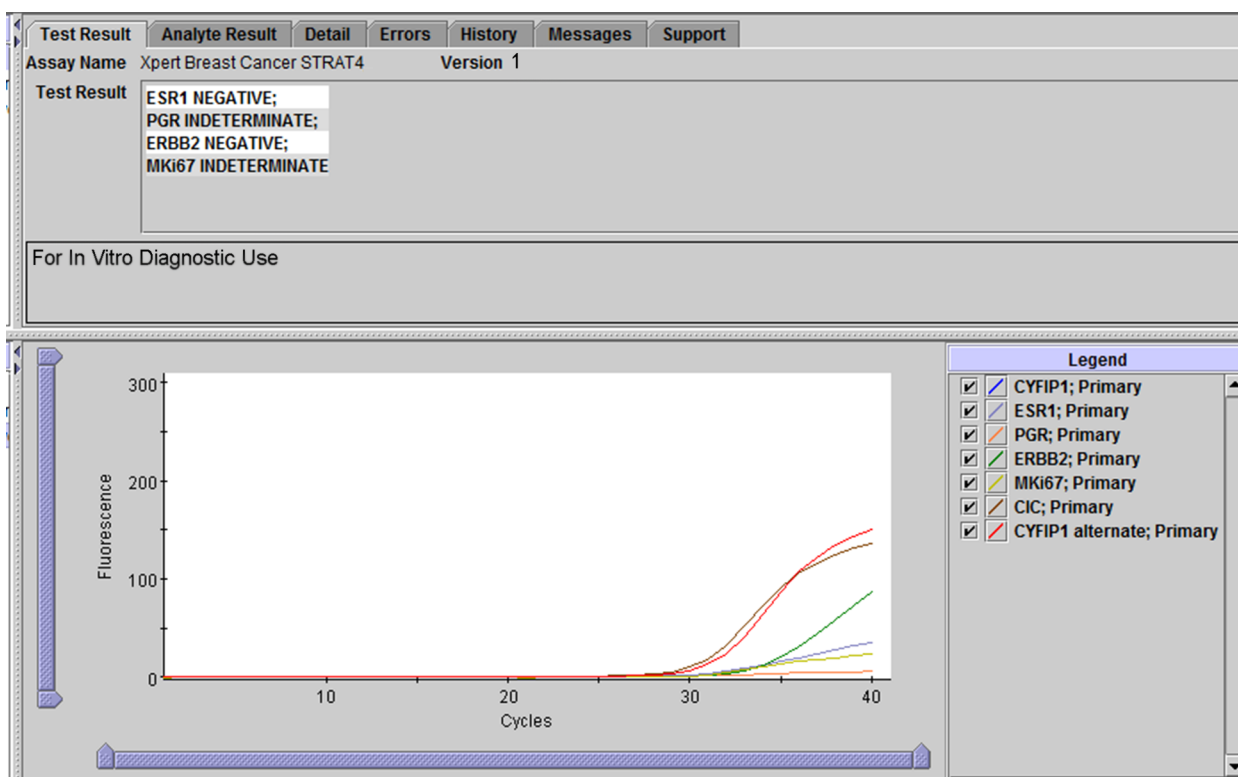 Test Result Analyte Result Detail Errors History Messages Support
Assay Name Xpert Breast Cancer STRAT4 Version 1
Test Result ESR1 NEGATIVE;
PGR INDETERMINATE;
ERBB2 NEGATIVE;
MKi67 INDETERMINATE
For In Vitro Diagnostic Use
300
200
100
0
Fluorescence
10 20 30 40
Cycles
Legend
CYFIP1; Primary
ESR1; Primary
PGR; Primary
ERBB2; Primary
MKi67; Primary
CIC; Primary
CYFIP1 alternate; Primary